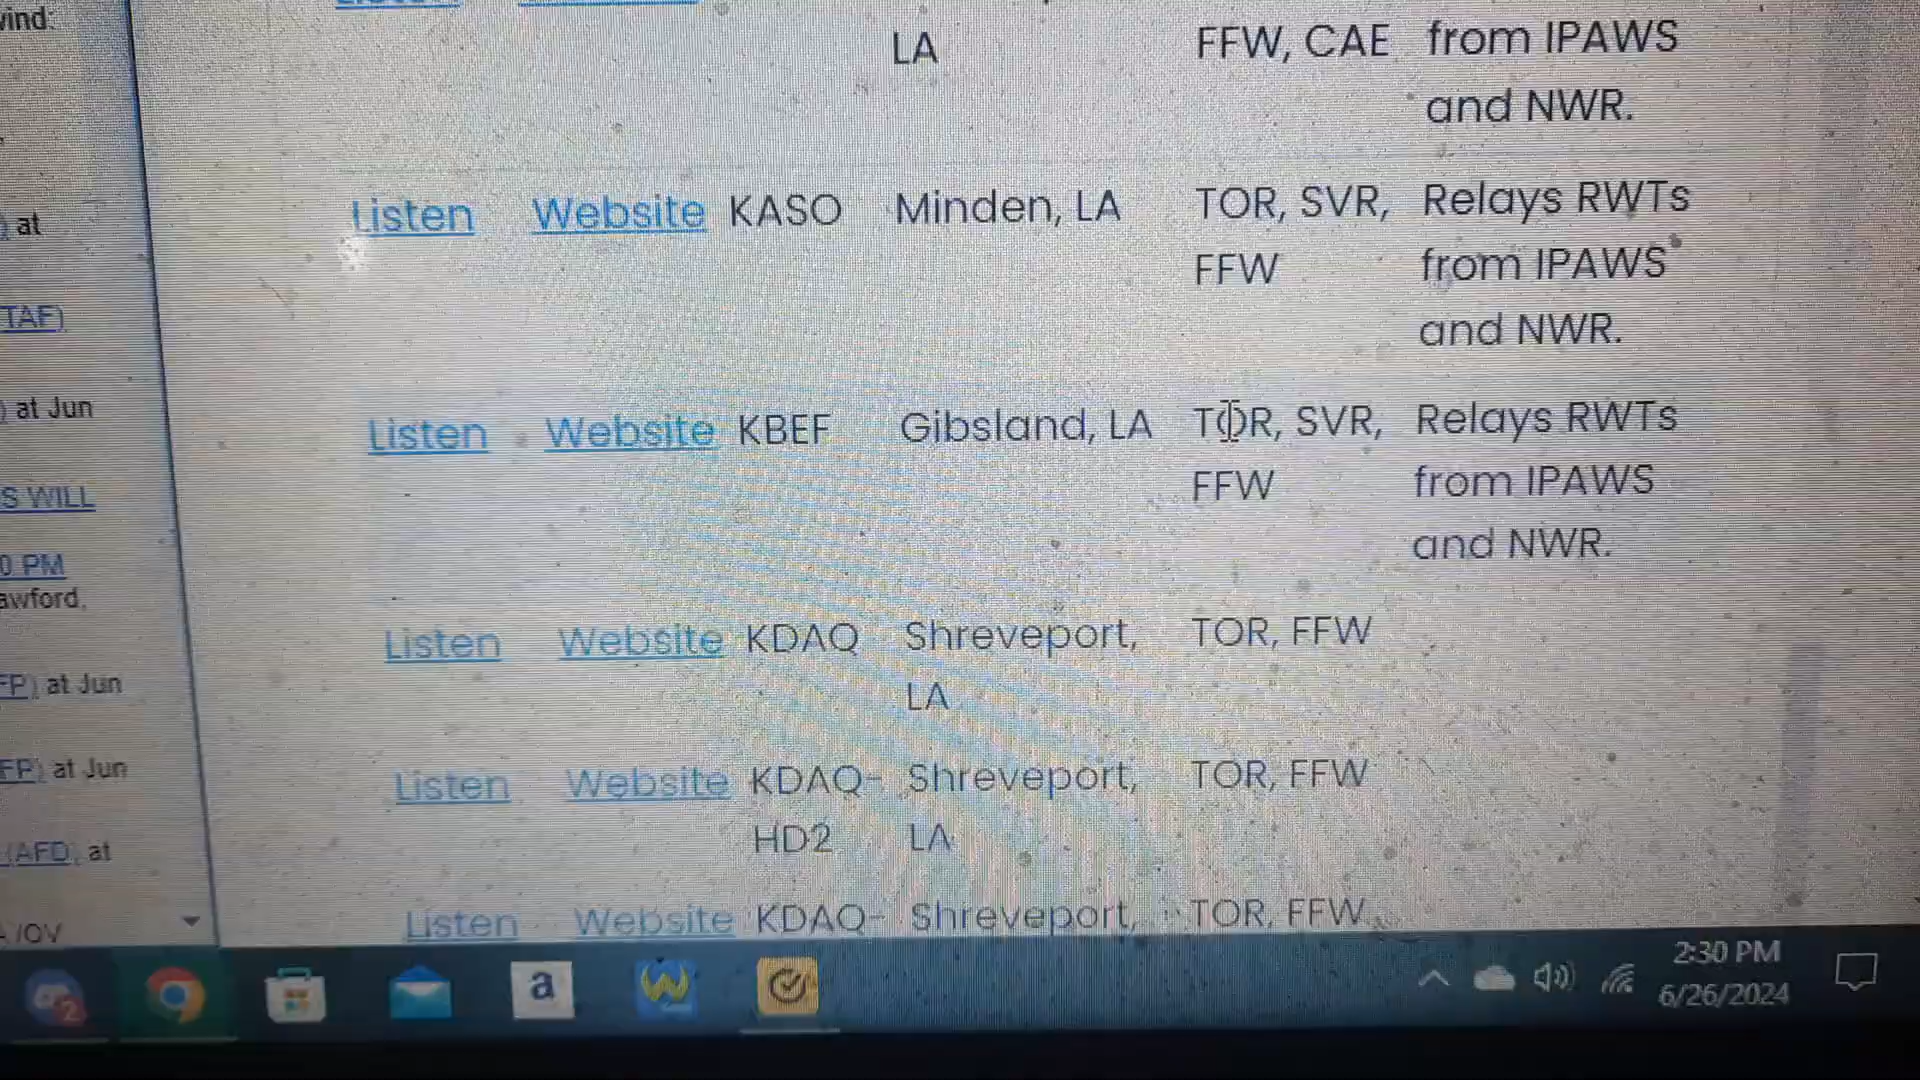 wind:
LA FFW, CAE from IPAWS
and NWR.
Listen Website KASO Minden, LA TOR, SVR, Relays RWTs
at
FFW from IPAWS
TAF)
and NWR.
at Jun
Listen Website KBEF Gibsland, LA TOR, SVR, Relays RWTs
S WILL
FFW from IPAWS
and NWR.
0 PM
awford,
Listen Website KDAQ Shreveport, TOR, FFW
FP) at Jun
LA
FP) at Jun
Listen Website KDAQ- Shreveport, TOR, FFW
HD2 LA
(AFD) at
Listen Website KDAQ- Shreveport, TOR, FFW
a
2
2:30 PM
6/26/2024